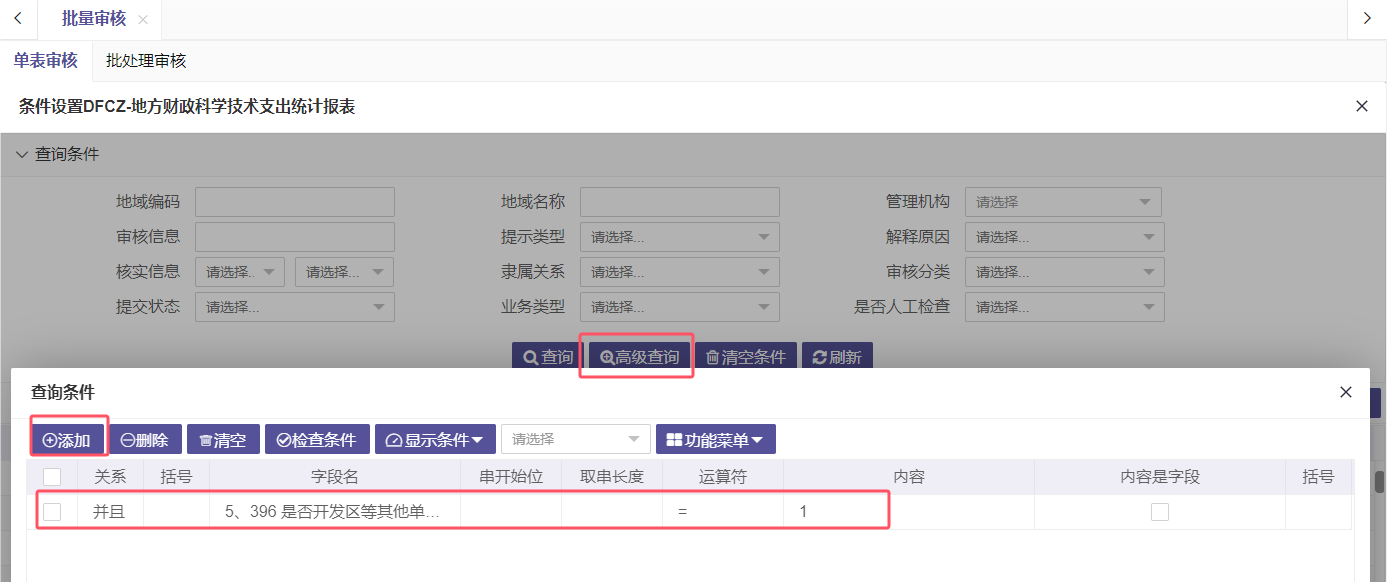 批量审核
单表审核 批处理审核
条件设置DFCZ-地方财政科学技术支出统计报表
查询条件
地域编码 地域名称 管理机构 请选择
审核信息 提示类型 请选择... 解释原因 请选择...
核实信息 请选择.. 请选择... 隶属关系 请选择... 审核分类 请选择...
提交状态 请选择... 业务类型 请选择... 是否人工检查 请选择...
查询 高级查询 清空条件 刷新
查询条件
添加 删除 清空 检查条件 显示条件 请选择 功能菜单
关系 括号 字段名 串开始位 取串长度 运算符 内容 内容是字段 括号
并且 5、396 是否开发区等其他单... = 1